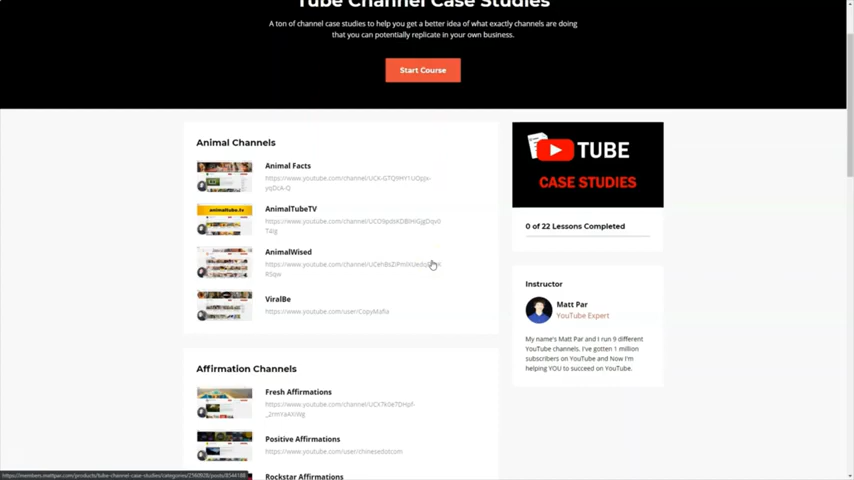 Tube Channel Case Studies
A ton of channel case studies to help you get a better idea of what exactly channels are doing
that you can potentially replicate in your own business.
Start Course
Animal Channels
Animal Facts
AnimalTubeTV
AnimalWised
ViralBe
https://www.youtube.com/user/CopyMafia
Affirmation Channels
Fresh Affirmations
Positive Affirmations
https://www.youtube.com/user/chinesedotcom
Rockstar Affirmations
TUBE
CASE STUDIES
0 of 22 Lessons Completed
Instructor
Matt Par
YouTube Expert
My name's Matt Par and I run 9 different
YouTube channels. I've gotten 1 million
subscribers on YouTube and Now I'm
helping YOU to succeed on YouTube.